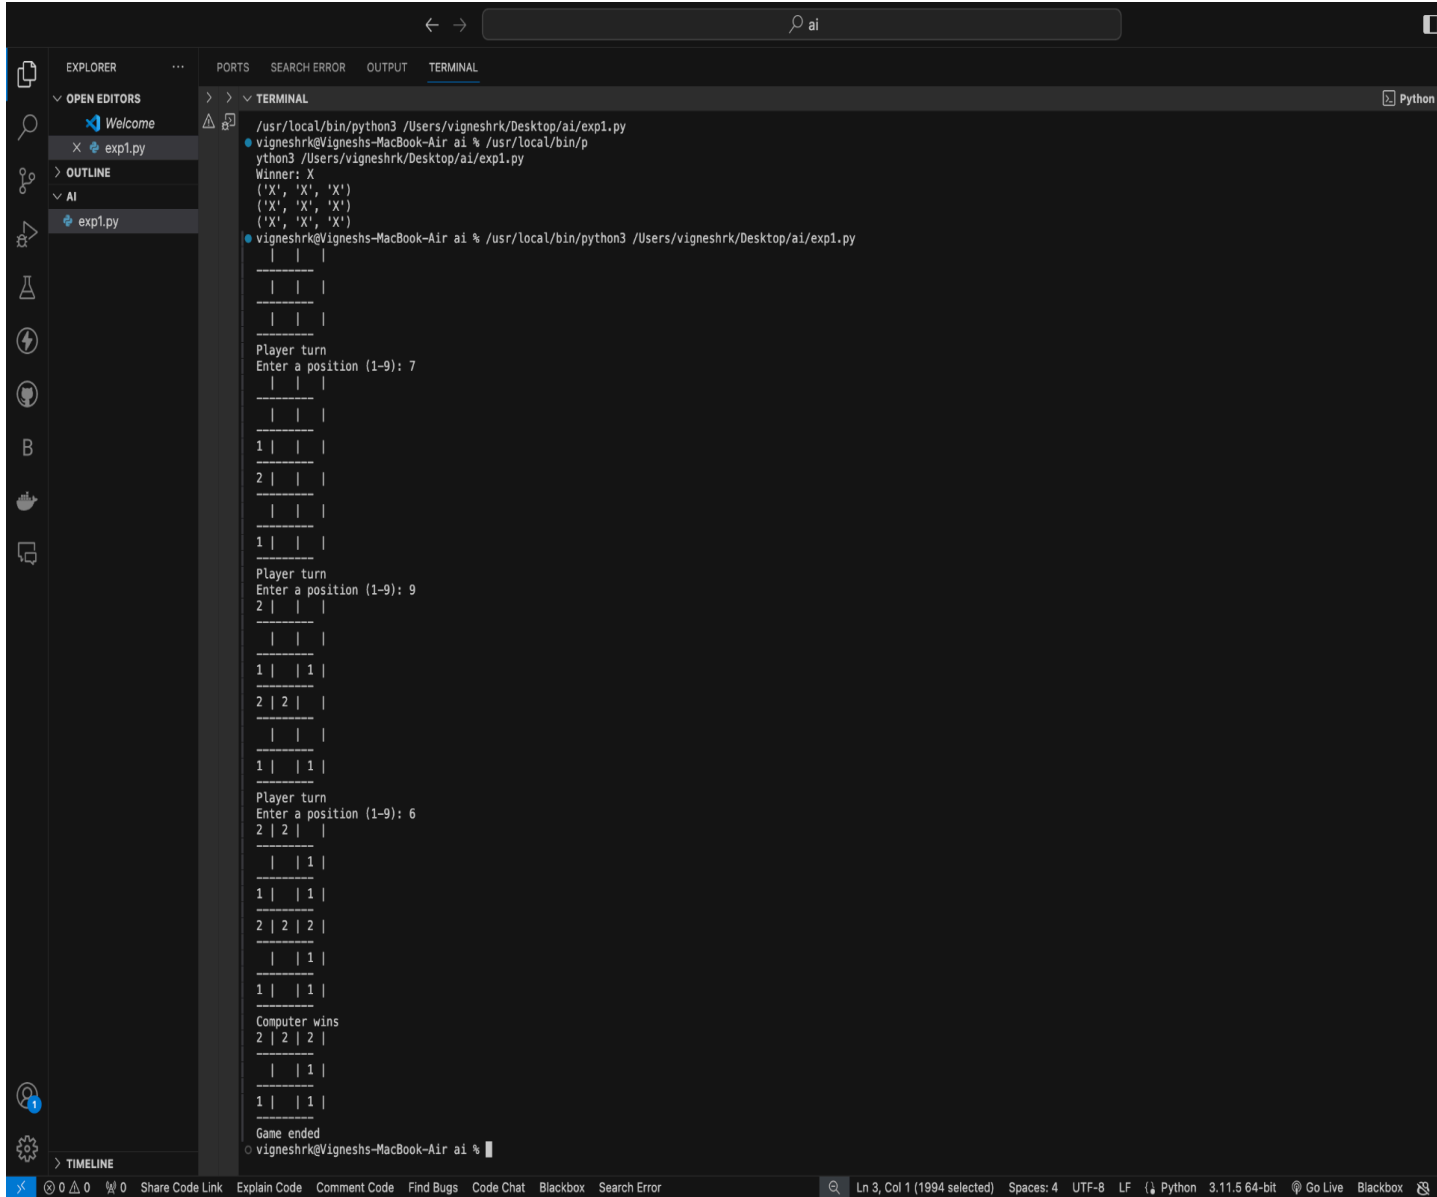 ai
EXPLORER ...
PORTS SEARCH ERROR OUTPUT TERMINAL
OPEN EDITORS
TERMINAL
Python
Welcome
exp1.py
OUTLINE
AI
exp1.py
/usr/local/bin/python3 /Users/vigneshrk/Desktop/ai/exp1.py
vigneshrk@Vigneshs-MacBook-Air ai % /usr/local/bin/p
ython3 /Users/vigneshrk/Desktop/ai/exp1.py
Winner: X
('X', 'X', 'X')
('X', 'X', 'X')
('X', 'X', 'X')
vigneshrk@Vigneshs-MacBook-Air ai % /usr/local/bin/python3 /Users/vigneshrk/Desktop/ai/exp1.py
  |   |   |
---------
  |   |   |
---------
  |   |   |
---------
Player turn
Enter a position (1-9): 7
  |   |   |
---------
  |   |   |
---------
1 |   |   |
---------
2 |   |   |
---------
  |   |   |
---------
1 |   |   |
---------
Player turn
Enter a position (1-9): 9
2 |   |   |
---------
  |   |   |
---------
1 |   | 1 |
---------
2 | 2 |   |
---------
  |   |   |
---------
1 |   | 1 |
---------
Player turn
Enter a position (1-9): 6
2 | 2 |   |
---------
  |   | 1 |
---------
1 |   | 1 |
---------
2 | 2 | 2 |
---------
  |   | 1 |
---------
1 |   | 1 |
---------
Computer wins
2 | 2 | 2 |
---------
  |   | 1 |
---------
1 |   | 1 |
---------
Game ended
vigneshrk@Vigneshs-MacBook-Air ai %
B
1
TIMELINE
0 0 0 Share Code Link Explain Code Comment Code Find Bugs Code Chat Blackbox Search Error Ln 3, Col 1 (1994 selected) Spaces: 4 UTF-8 LF Python 3.11.5 64-bit Go Live Blackbox